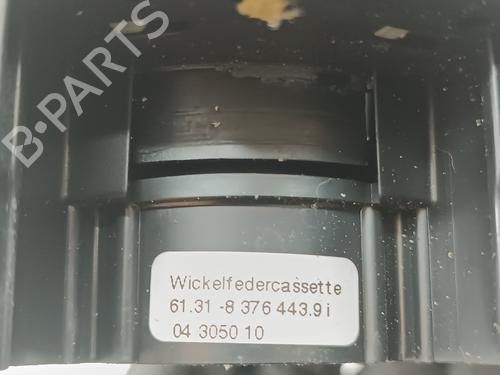 B-PARTS
Wickelfedercassette
61.31 -8 376 443.9 i
04 3050 10